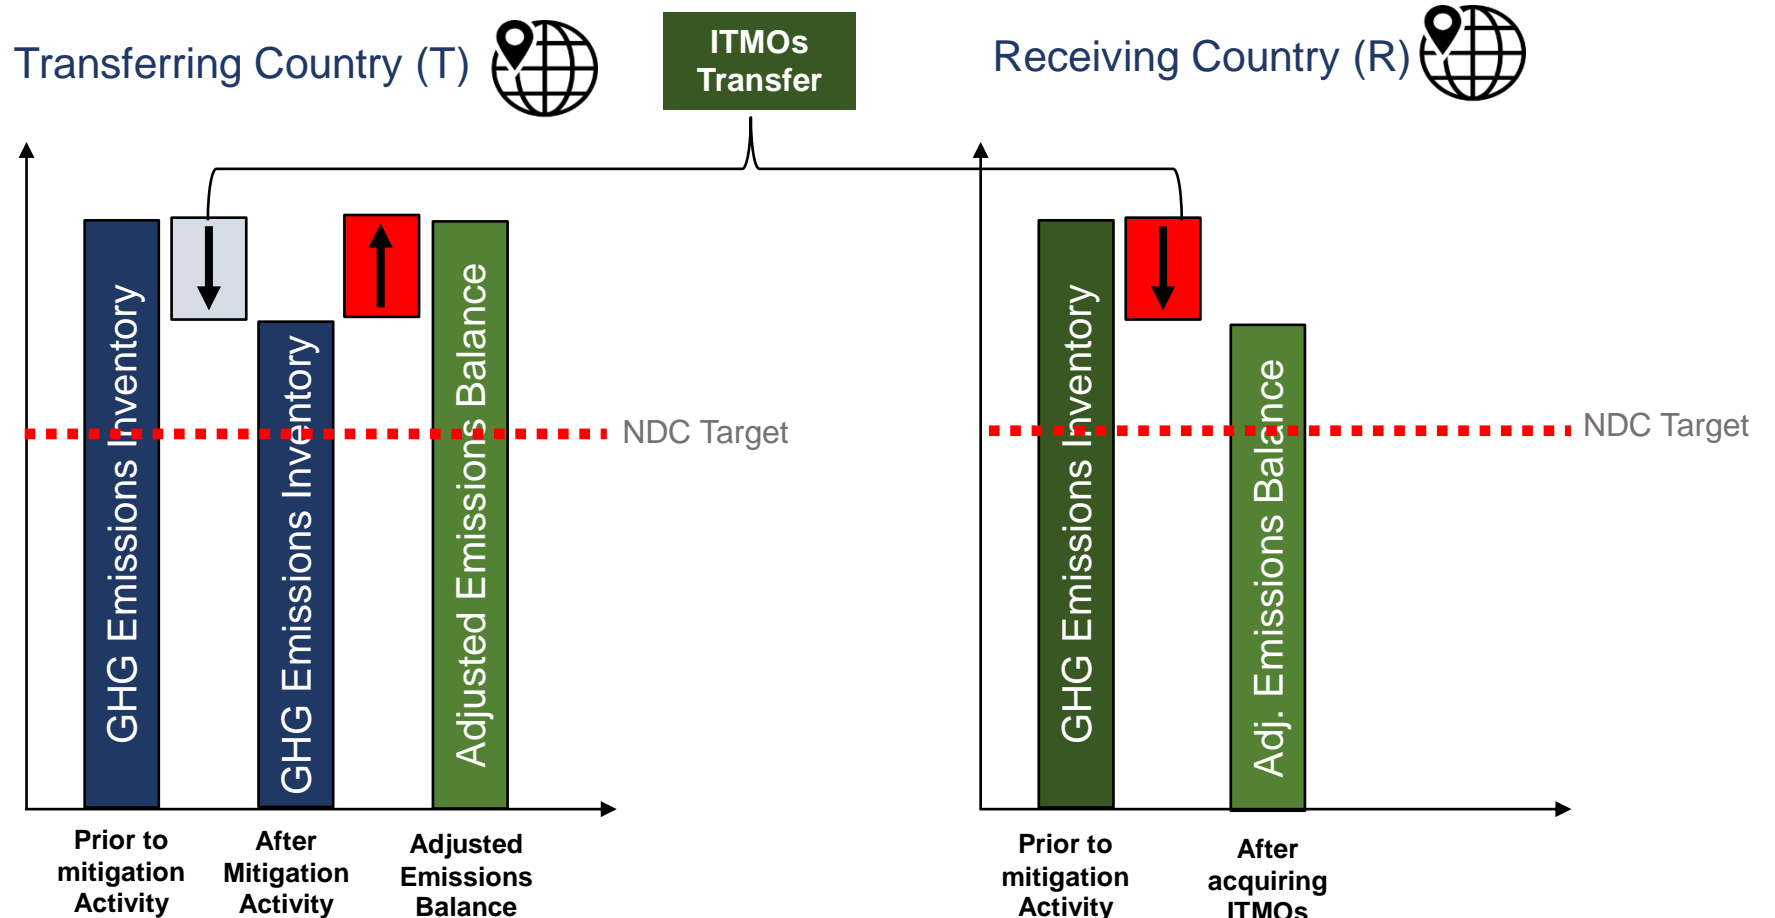 Transferring Country (T)
ITMOs
Transfer
Receiving Country (R)
GHG Emissions Inventory
GHG Emissions Inventory
Adjusted Emissions Balance
NDC Target
GHG Emissions Inventory
Adj. Emissions Balance
NDC Target
Prior to
mitigation
Activity
After
Mitigation
Activity
Adjusted
Emissions
Balance
Prior to
mitigation
Activity
After
acquiring
ITMOs